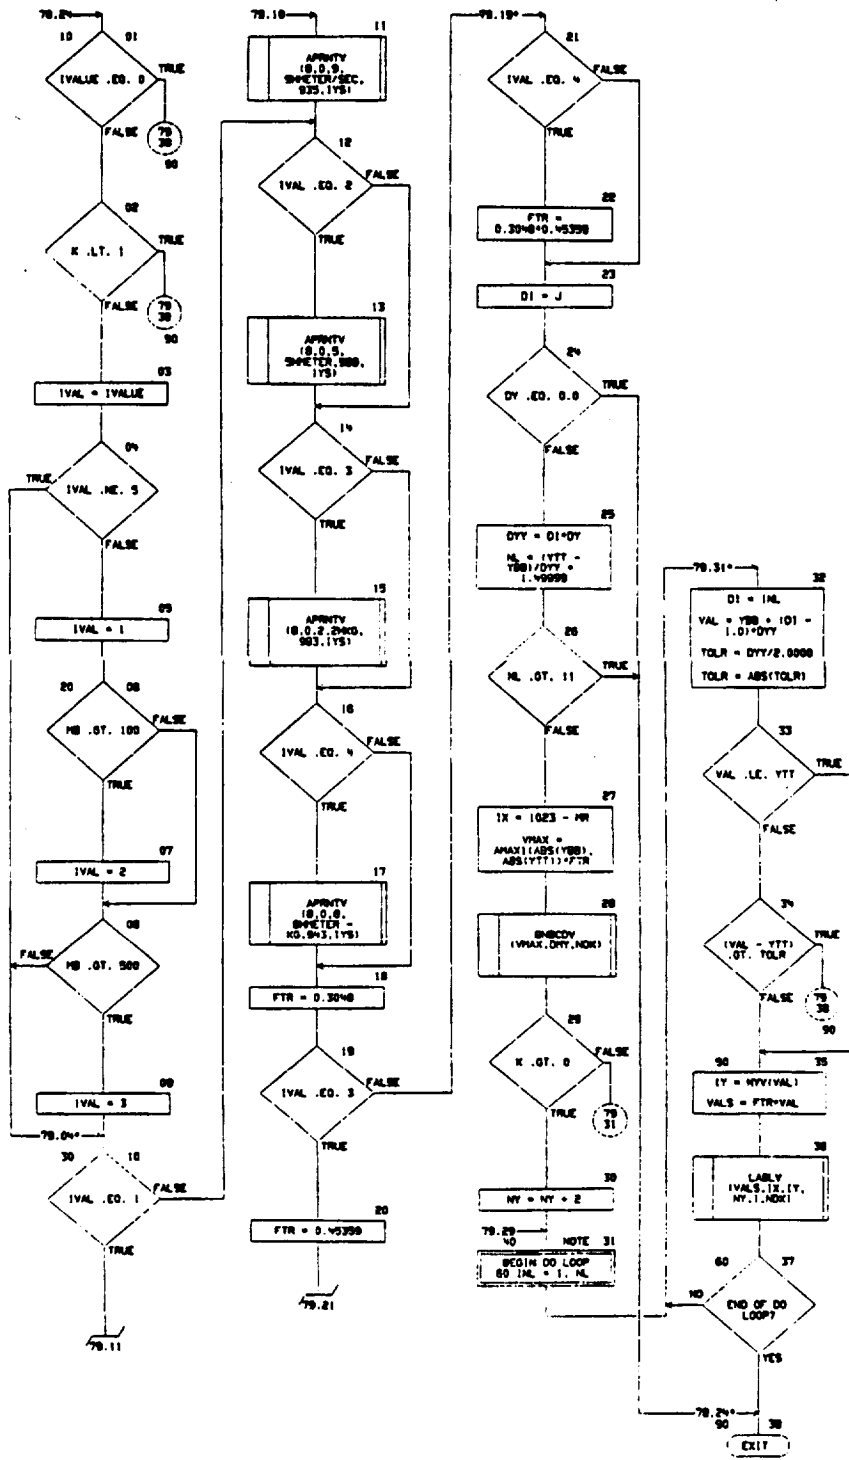 78.24
10
01
IVALUE .EQ. 0
TRUE
FALSE
79
38
90
02
K .LT. 1
TRUE
FALSE
79
38
90
03
IVAL = IVALUE
04
TRUE
IVAL .NE. 5
FALSE
05
IVAL = 1
20
06
MB .GT. 100
FALSE
TRUE
07
IVAL = 2
08
FALSE
MB .GT. 500
TRUE
09
IVAL = 3
79.04*
30
10
IVAL .EQ. 1
FALSE
TRUE
79.11
79.10
11
APRNTV
(8,0,9,
9HMETER/SEC,
935,IYS)
12
IVAL .EQ. 2
FALSE
TRUE
13
APRNTV
(8,0,5,
5HMETER,988,
IYS)
14
IVAL .EQ. 3
FALSE
TRUE
15
APRNTV
(8,0,2,2HKG,
983,IYS)
16
IVAL .EQ. 4
FALSE
TRUE
17
APRNTV
(8,0,8,
8HMETER -
KG,943,IYS)
18
FTR = 0.3048
19
IVAL .EQ. 3
FALSE
TRUE
20
FTR = 0.45359
79.21
79.19*
21
IVAL .EQ. 4
FALSE
TRUE
22
FTR =
0.3048*0.45359
23
DI = J
24
DY .EQ. 0.0
TRUE
FALSE
25
DYY = DI*DY
NL = (YTT -
YBB)/DYY +
1.49999
26
NL .GT. 11
TRUE
FALSE
27
IX = 1023 - MR
VMAX =
AMAX1(ABS(YBB),
ABS(YTT))*FTR
28
BNBCDV
(VMAX,DMY,NDX)
29
K .GT. 0
FALSE
TRUE
79
31
30
NY = NY + 2
79.29
40
NOTE 31
BEGIN DO LOOP
60 INL = 1, NL
79.31*
32
DI = INL
VAL = YBB + (DI -
1.0)*DYY
TOLR = DYY/2.0000
TOLR = ABS(TOLR)
33
VAL .LE. YTT
TRUE
FALSE
34
(VAL - YTT)
.GT. TOLR
TRUE
FALSE
79
38
90
90
35
IY = NYV(VAL)
VALS = FTR*VAL
36
LABLV
(VALS,IX,IY,
NY,1,NDX)
60
37
END OF DO
LOOP?
NO
YES
79.24*
90
38
EXIT